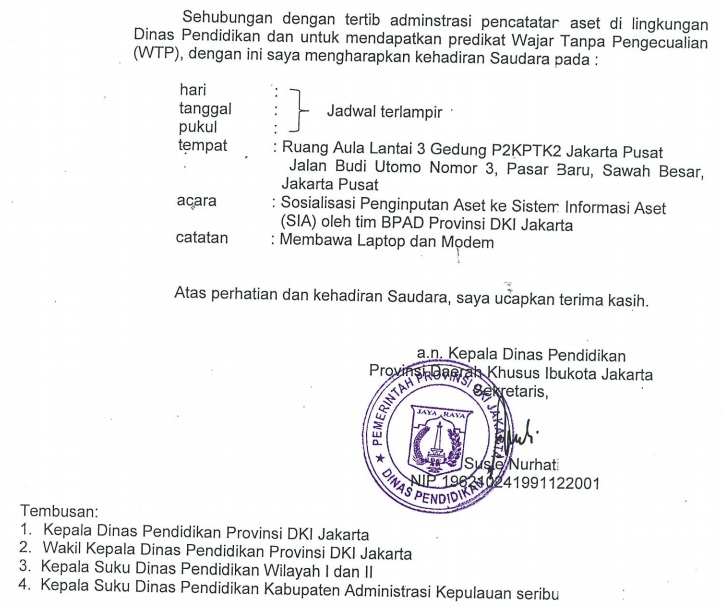 Sehubungan dengan tertib adminstrasi pencatatar aset di lingkungan
Dinas Pendidikan dan untuk mendapatkan predikat Wajar Tanpa Pengecualian
(WTP), dengan ini saya mengharapkan kehadiran Saudara pada :
hari :
tanggal : Jadwal terlampir
pukul :
tempat : Ruang Aula Lantai 3 Gedung P2KPTK2 Jakarta Pusat
Jalan Budi Utomo Nomor 3, Pasar Baru, Sawah Besar,
Jakarta Pusat
acara : Sosialisasi Penginputan Aset ke Sistem Informasi Aset
(SIA) oleh tim BPAD Provinsi DKI Jakarta
catatan : Membawa Laptop dan Modem
Atas perhatian dan kehadiran Saudara, saya ucapkan terima kasih.
a.n. Kepala Dinas Pendidikan
Provinsi Daerah Khusus Ibukota Jakarta
Sekretaris,
PEMERINTAH PROVINSI DKI JAKARTA
JAYA RAYA
DINAS PENDIDIKAN
Susie Nurhati
NIP 196210241991122001
Tembusan:
1. Kepala Dinas Pendidikan Provinsi DKI Jakarta
2. Wakil Kepala Dinas Pendidikan Provinsi DKI Jakarta
3. Kepala Suku Dinas Pendidikan Wilayah I dan II
4. Kepala Suku Dinas Pendidikan Kabupaten Administrasi Kepulauan seribu